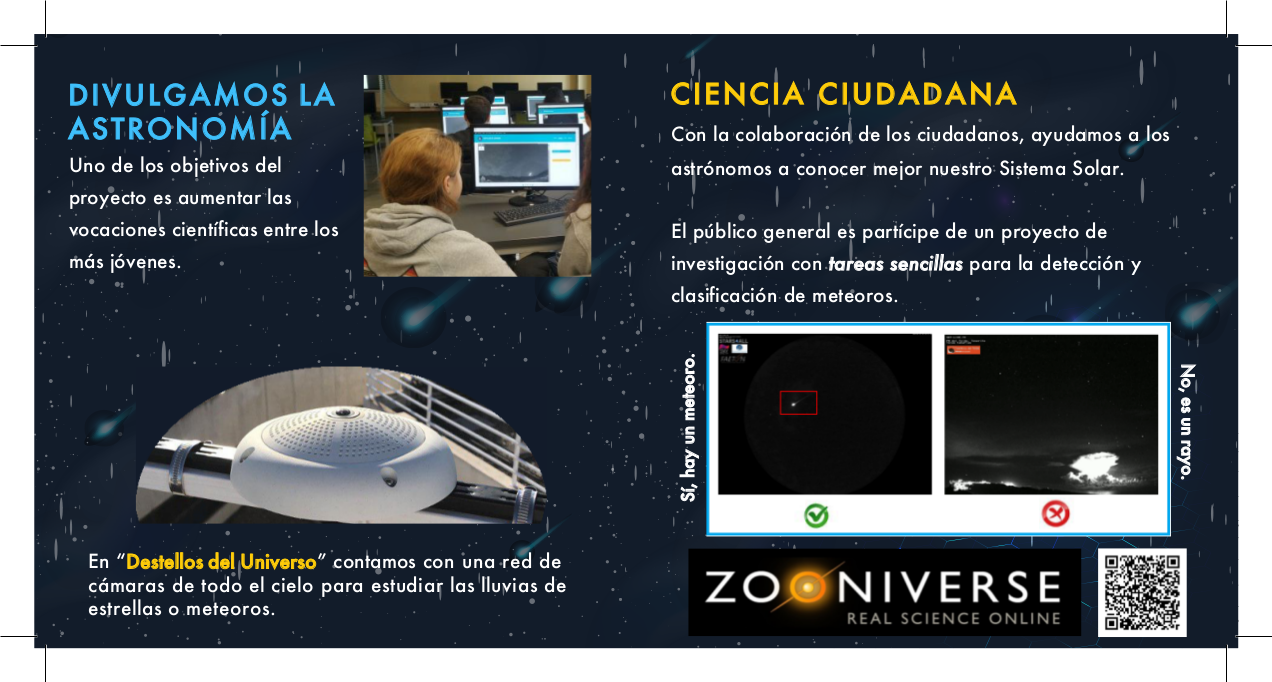 DIVULGAMOS LA
ASTRONOMÍA
Uno de los objetivos del
proyecto es aumentar las
vocaciones científicas entre los
más jóvenes.
En “Destellos del Universo” contamos con una red de
cámaras de todo el cielo para estudiar las lluvias de
estrellas o meteoros.
CIENCIA CIUDADANA
Con la colaboración de los ciudadanos, ayudamos a los
astrónomos a conocer mejor nuestro Sistema Solar.
El público general es partícipe de un proyecto de
investigación con tareas sencillas para la detección y
clasificación de meteoros.
Sí, hay un meteoro.
No, es un rayo.
ZOONIVERSE
REAL SCIENCE ONLINE